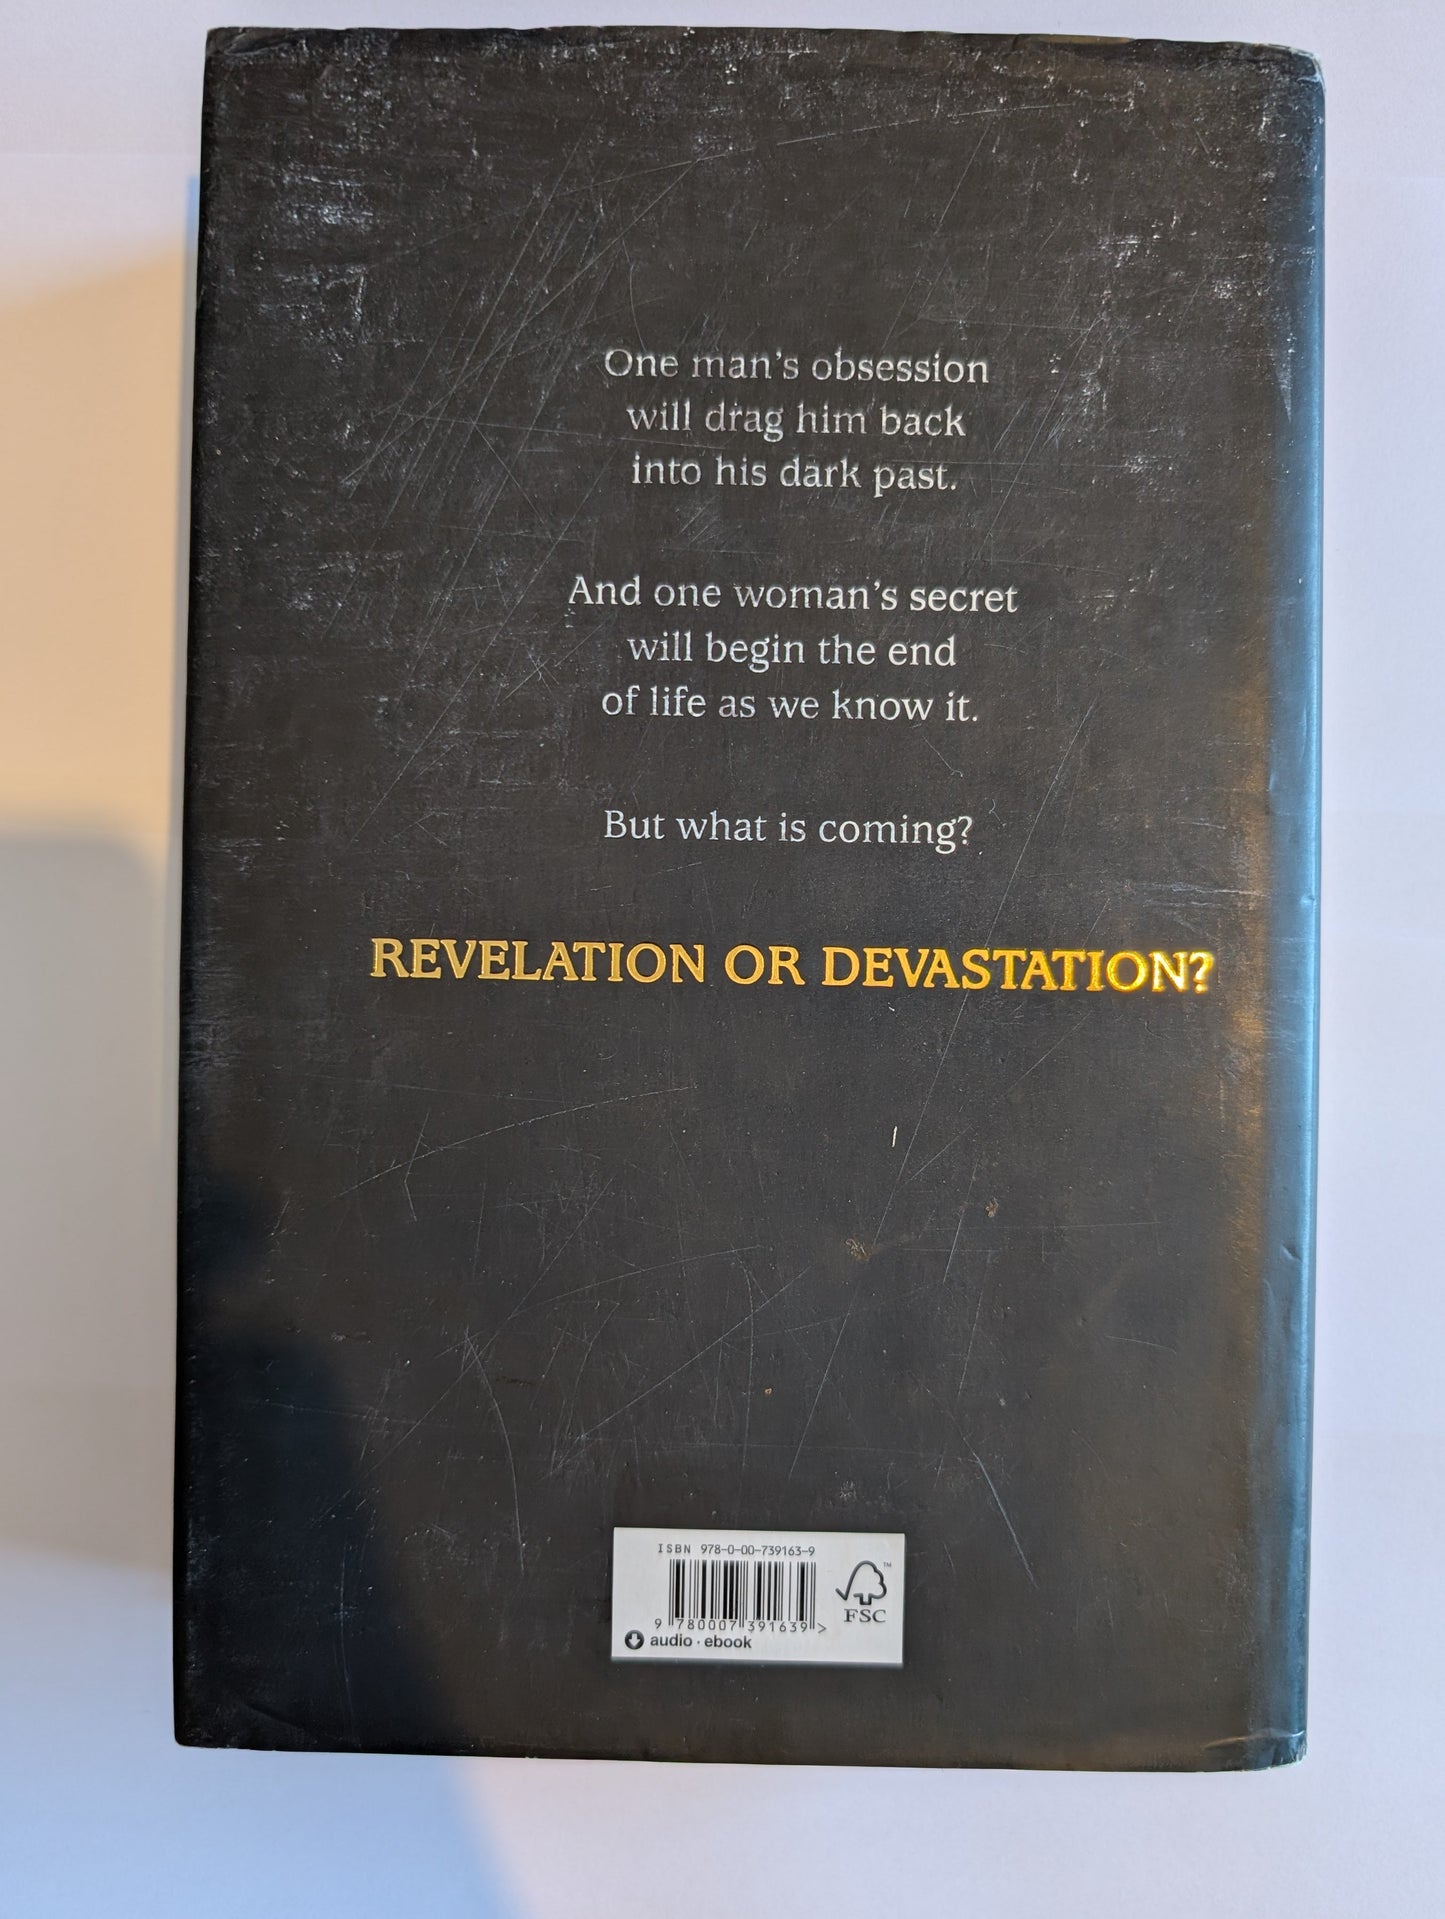 One man's obsession
will drag him back
into his dark past.
And one woman's secret
will begin the end
of life as we know it.
But what is coming?
REVELATION OR DEVASTATION?
ISBN 978-0-00-739163-9
9 780007 391639 >
FSC
™
audio · ebook